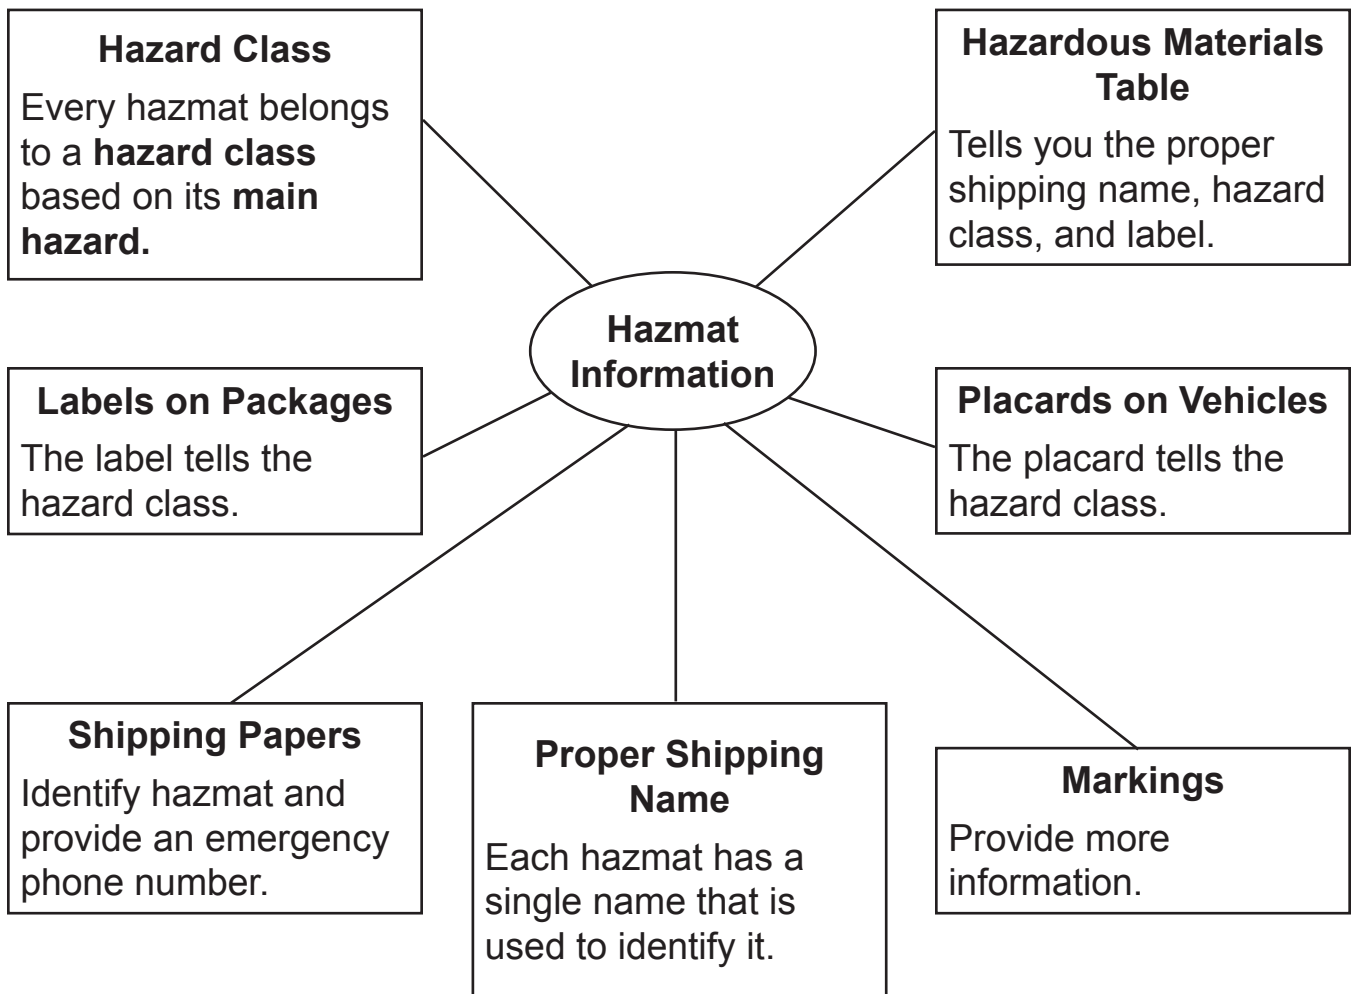 Hazard Class
Every hazmat belongs
to a hazard class
based on its main
hazard.
Hazardous Materials
Table
Tells you the proper
shipping name, hazard
class, and label.
Hazmat
Information
Labels on Packages
The label tells the
hazard class.
Placards on Vehicles
The placard tells the
hazard class.
Shipping Papers
Identify hazmat and
provide an emergency
phone number.
Proper Shipping
Name
Each hazmat has a
single name that is
used to identify it.
Markings
Provide more
information.